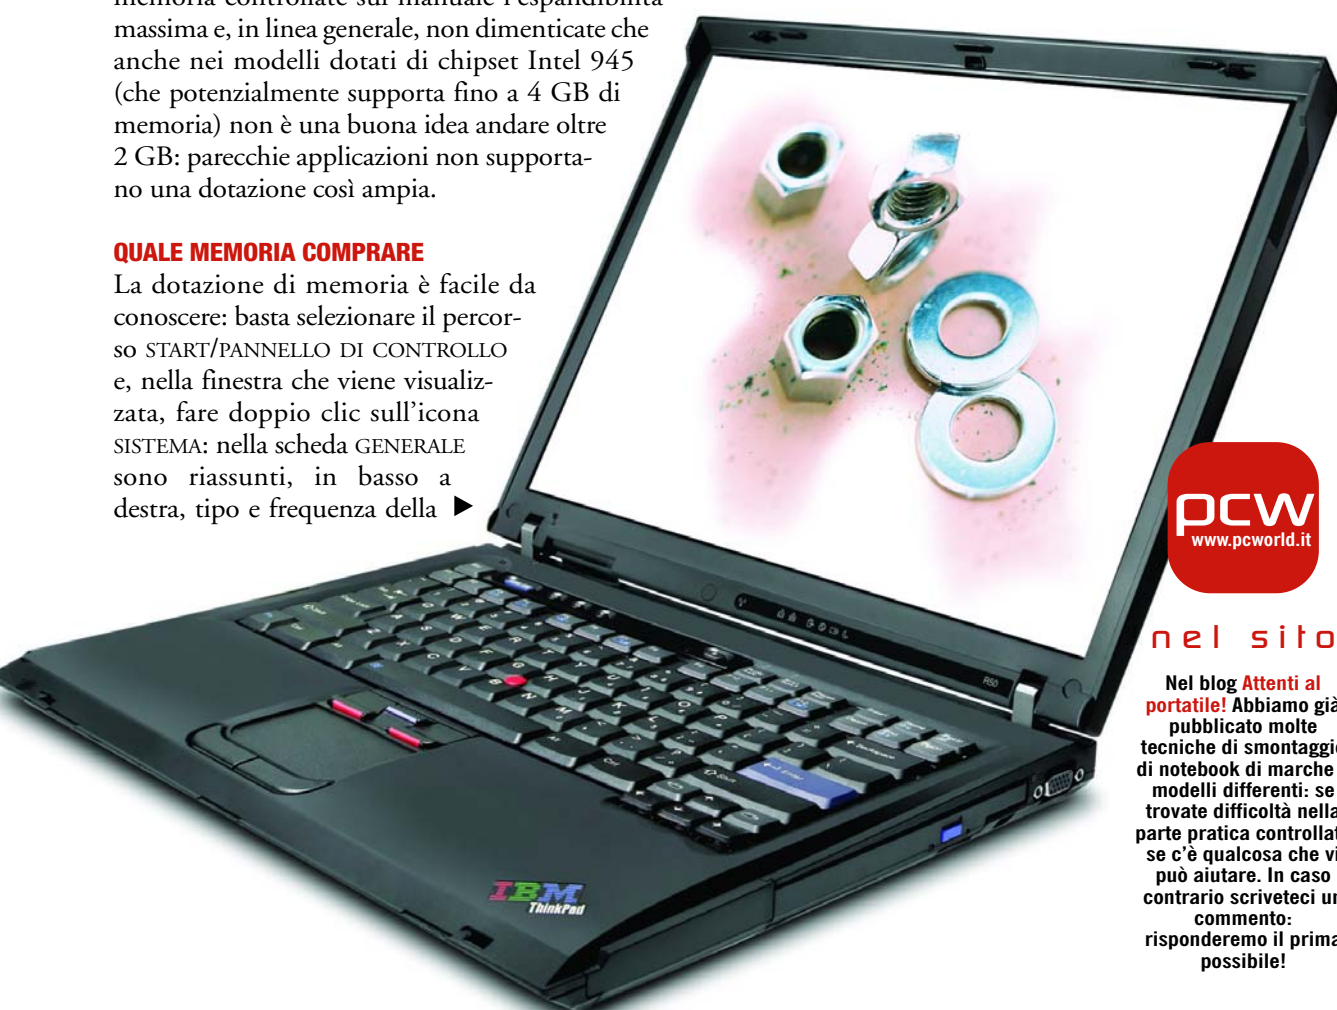 memoria controllate sul manuale l'espandibilità
massima e, in linea generale, non dimenticate che
anche nei modelli dotati di chipset Intel 945
(che potenzialmente supporta fino a 4 GB di
memoria) non è una buona idea andare oltre
2 GB: parecchie applicazioni non supporta-
no una dotazione così ampia.
QUALE MEMORIA COMPRARE
La dotazione di memoria è facile da
conoscere: basta selezionare il percor-
so START/PANNELLO DI CONTROLLO
e, nella finestra che viene visualiz-
zata, fare doppio clic sull'icona
SISTEMA: nella scheda GENERALE
sono riassunti, in basso a
destra, tipo e frequenza della ►
R50
IBM
ThinkPad
pcw
www.pcworld.it
nel sito
Nel blog Attenti al
portatile! Abbiamo già
pubblicato molte
tecniche di smontaggio
di notebook di marche
modelli differenti: se
trovate difficoltà nella
parte pratica controllat
se c'è qualcosa che vi
può aiutare. In caso
contrario scriveteci un
commento:
risponderemo il prima
possibile!